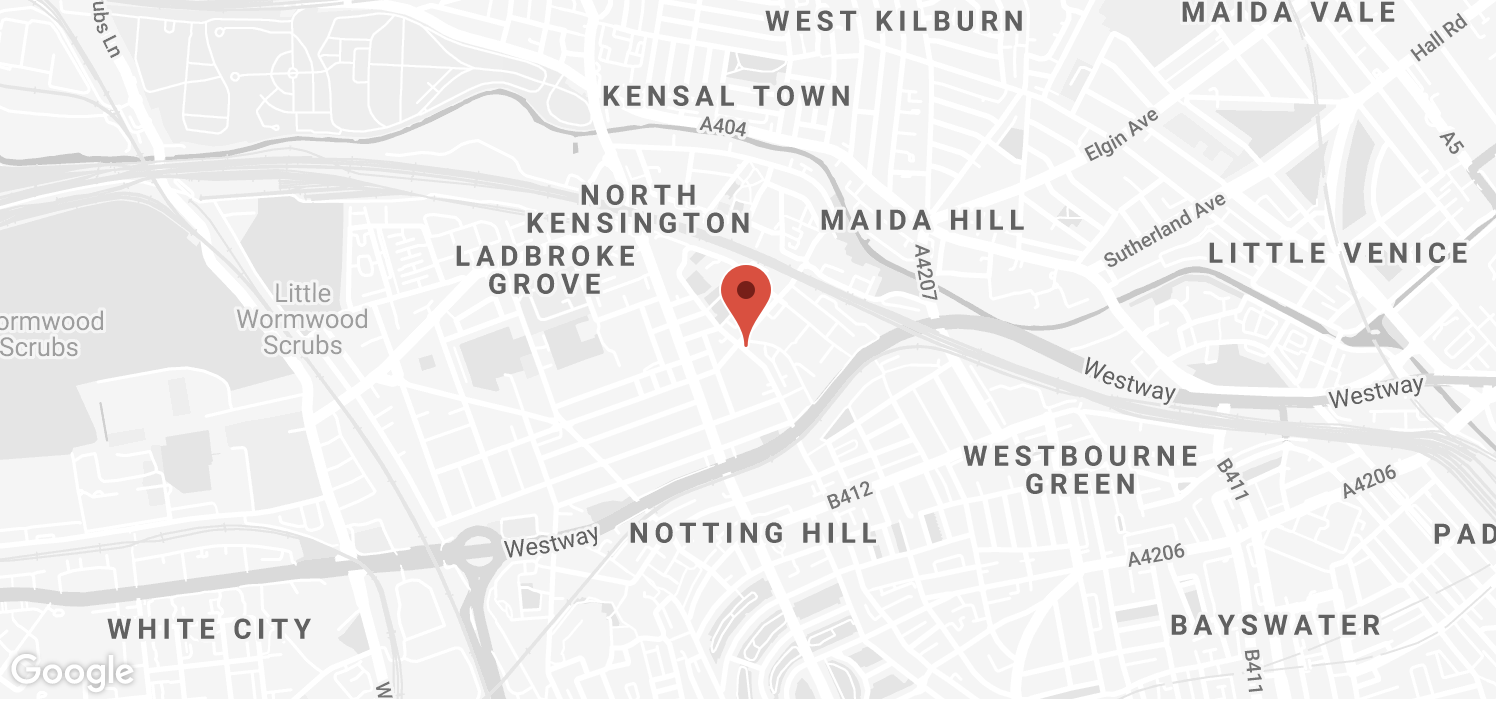 WEST KILBURN
MAIDA VALE
ubs Ln
Hall Rd
KENSAL TOWN
A404
Elgin Ave
A5
NORTH
KENSINGTON
MAIDA HILL
Sutherland Ave
LADBROKE
GROVE
A4207
LITTLE VENICE
Little
Wormwood
Scrubs
ormwood
Scrubs
Westway
Westway
WESTBOURNE
GREEN
B411
A4206
B412
Westway
NOTTING HILL
PAD
A4206
WHITE CITY
BAYSWATER
Google
W
B411